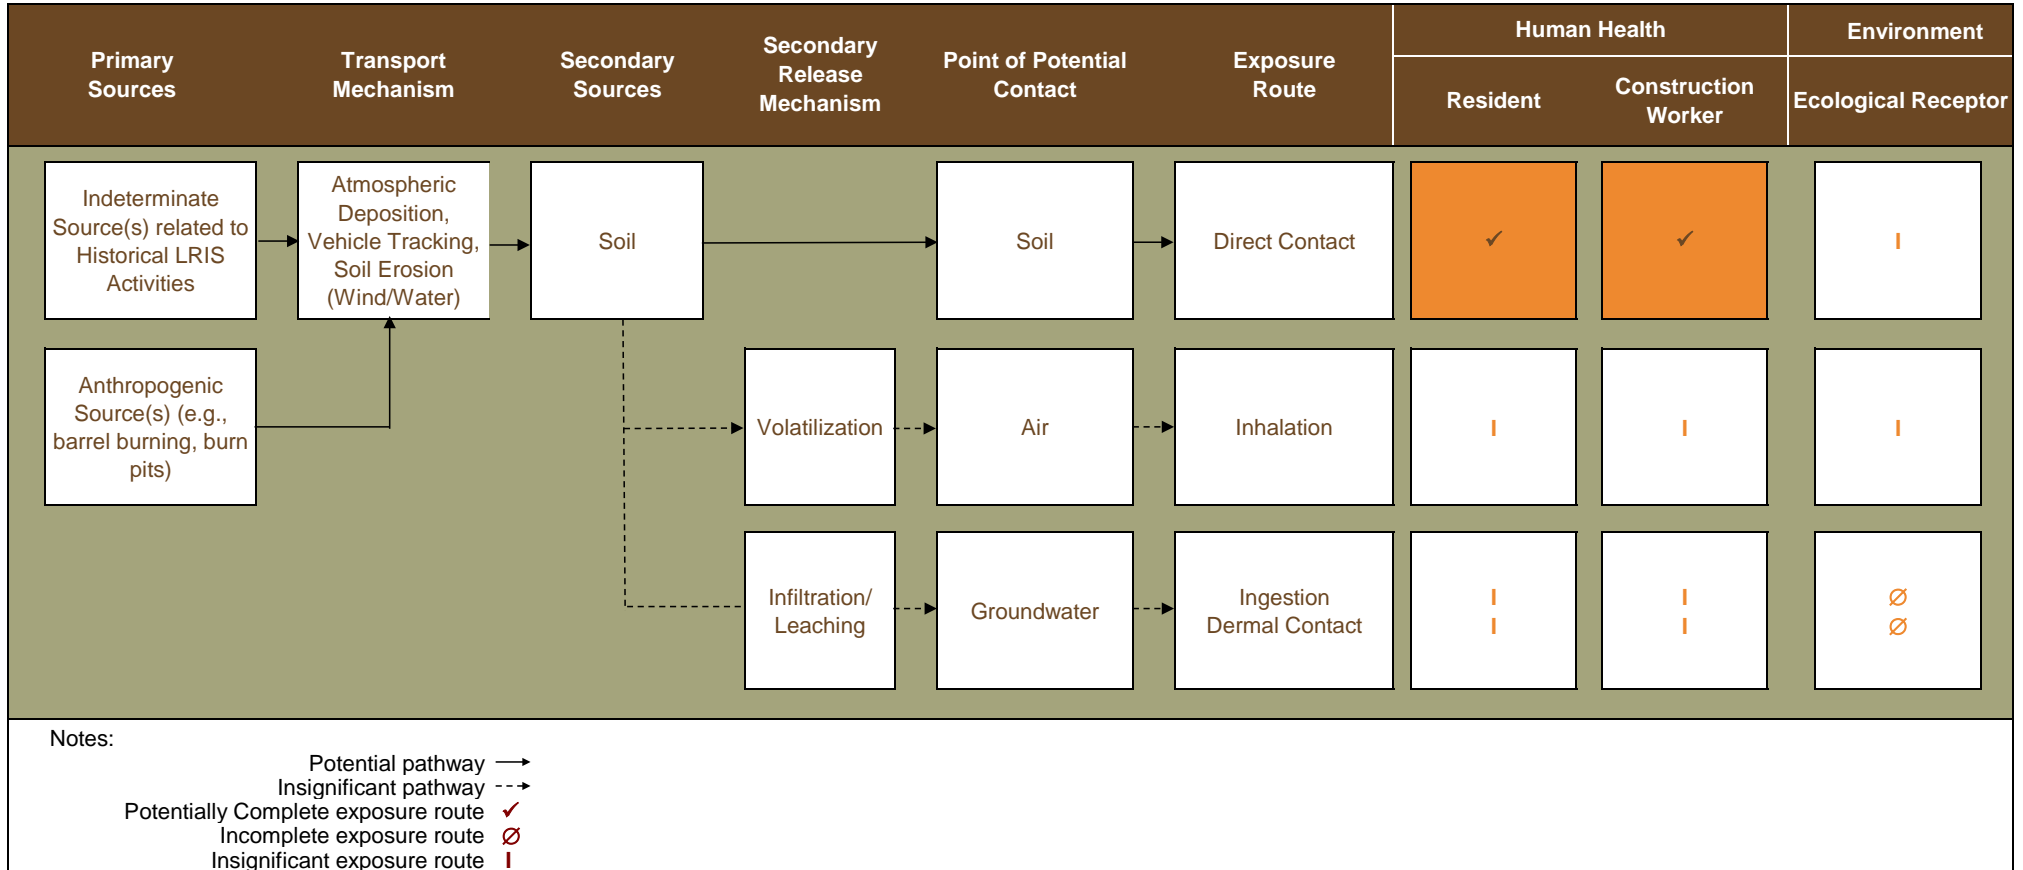 Primary
Sources
Transport
Mechanism
Secondary
Sources
Secondary
Release
Mechanism
Point of Potential
Contact
Exposure
Route
Human Health
Environment
Resident
Construction
Worker
Ecological Receptor
Indeterminate
Source(s) related to
Historical LRIS
Activities
Atmospheric
Deposition,
Vehicle Tracking,
Soil Erosion
(Wind/Water)
Soil
Soil
Direct Contact
✓
✓
I
Anthropogenic
Source(s) (e.g.,
barrel burning, burn
pits)
Volatilization
Air
Inhalation
I
I
I
Infiltration/
Leaching
Groundwater
Ingestion
Dermal Contact
I
I
I
I
∅
∅
Notes:
Potential pathway
Insignificant pathway
Potentially Complete exposure route ✓
Incomplete exposure route ∅
Insignificant exposure route I